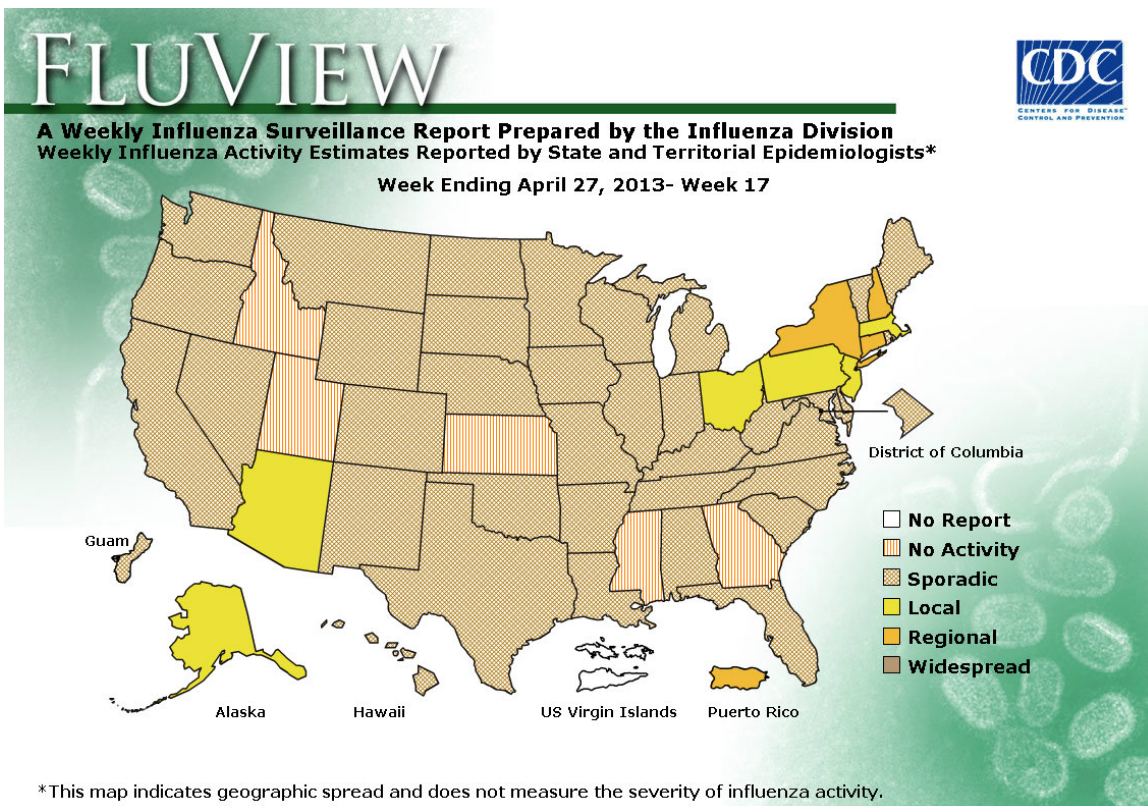 FLUVIEW
CDC
CENTERS FOR DISEASE
CONTROL AND PREVENTION
A Weekly Influenza Surveillance Report Prepared by the Influenza Division
Weekly Influenza Activity Estimates Reported by State and Territorial Epidemiologists*
Week Ending April 27, 2013- Week 17
District of Columbia
Guam
No Report
No Activity
Sporadic
Local
Regional
Widespread
Alaska
Hawaii
US Virgin Islands
Puerto Rico
*This map indicates geographic spread and does not measure the severity of influenza activity.